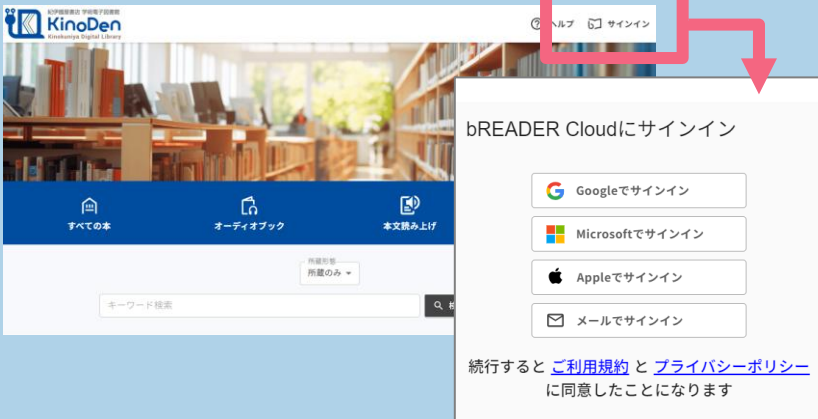 紀伊國屋書店 学術電子図書館
KinoDen
Kinokuniya Digital Library
ヘルプ
サインイン
すべての本
オーディオブック
本文読み上げ
所蔵形態
所蔵のみ
キーワード検索
bREADER Cloudにサインイン
Googleでサインイン
Microsoftでサインイン
Appleでサインイン
メールでサインイン
続行すると ご利用規約 と プライバシーポリシー
に同意したことになります